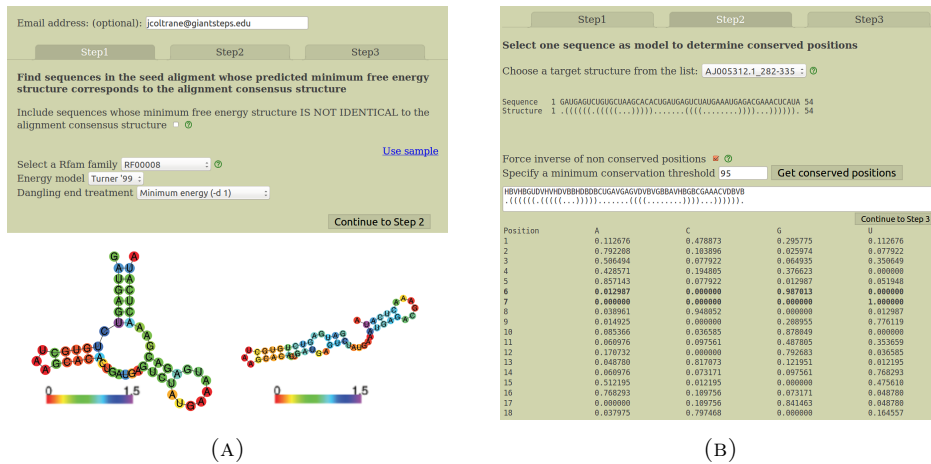 Email address: (optional): jcoltrane@giantsteps.edu
Step1 Step2 Step3
Find sequences in the seed aligment whose predicted minimum free energy
structure corresponds to the alignment consensus structure
Include sequences whose minimum free energy structure IS NOT IDENTICAL to the
alignment consensus structure
Use sample
Select a Rfam family RF00008
Energy model Turner '99
Dangling end treatment Minimum energy (-d 1)
Continue to Step 2
0 1.5
0 1.5
(A)
Step1 Step2 Step3
Select one sequence as model to determine conserved positions
Choose a target structure from the list: AJ005312.1_282-335
Sequence 1 GAUGAGUCUGUGCUAAGCACACUGAUGAGUCUAUGAAAUGAGACGAAACUCAUA 54
Structure 1 .((((((.(((((...))))).......((((........))))...)))))). 54
Force inverse of non conserved positions
Specify a minimum conservation threshold 95 Get conserved positions
HBVHBGUDVHVHDVBBHDBDBCUGAVGAGVDVBVGBBAVHBGBCGAAACVDBVB
.((((((.(((((...))))).......((((........))))...)))))).
Continue to Step 3
Position A C G U
1 0.112676 0.478873 0.295775 0.112676
2 0.792208 0.103896 0.025974 0.077922
3 0.506494 0.077922 0.064935 0.350649
4 0.428571 0.194805 0.376623 0.000000
5 0.857143 0.077922 0.012987 0.051948
6 0.012987 0.000000 0.987013 0.000000
7 0.000000 0.000000 0.000000 1.000000
8 0.038961 0.948052 0.000000 0.012987
9 0.014925 0.000000 0.208955 0.776119
10 0.085366 0.036585 0.878049 0.000000
11 0.060976 0.097561 0.487805 0.353659
12 0.170732 0.000000 0.792683 0.036585
13 0.048780 0.817073 0.121951 0.012195
14 0.060976 0.073171 0.097561 0.768293
15 0.512195 0.012195 0.000000 0.475610
16 0.768293 0.109756 0.073171 0.048780
17 0.000000 0.109756 0.841463 0.048780
18 0.037975 0.797468 0.000000 0.164557
(B)